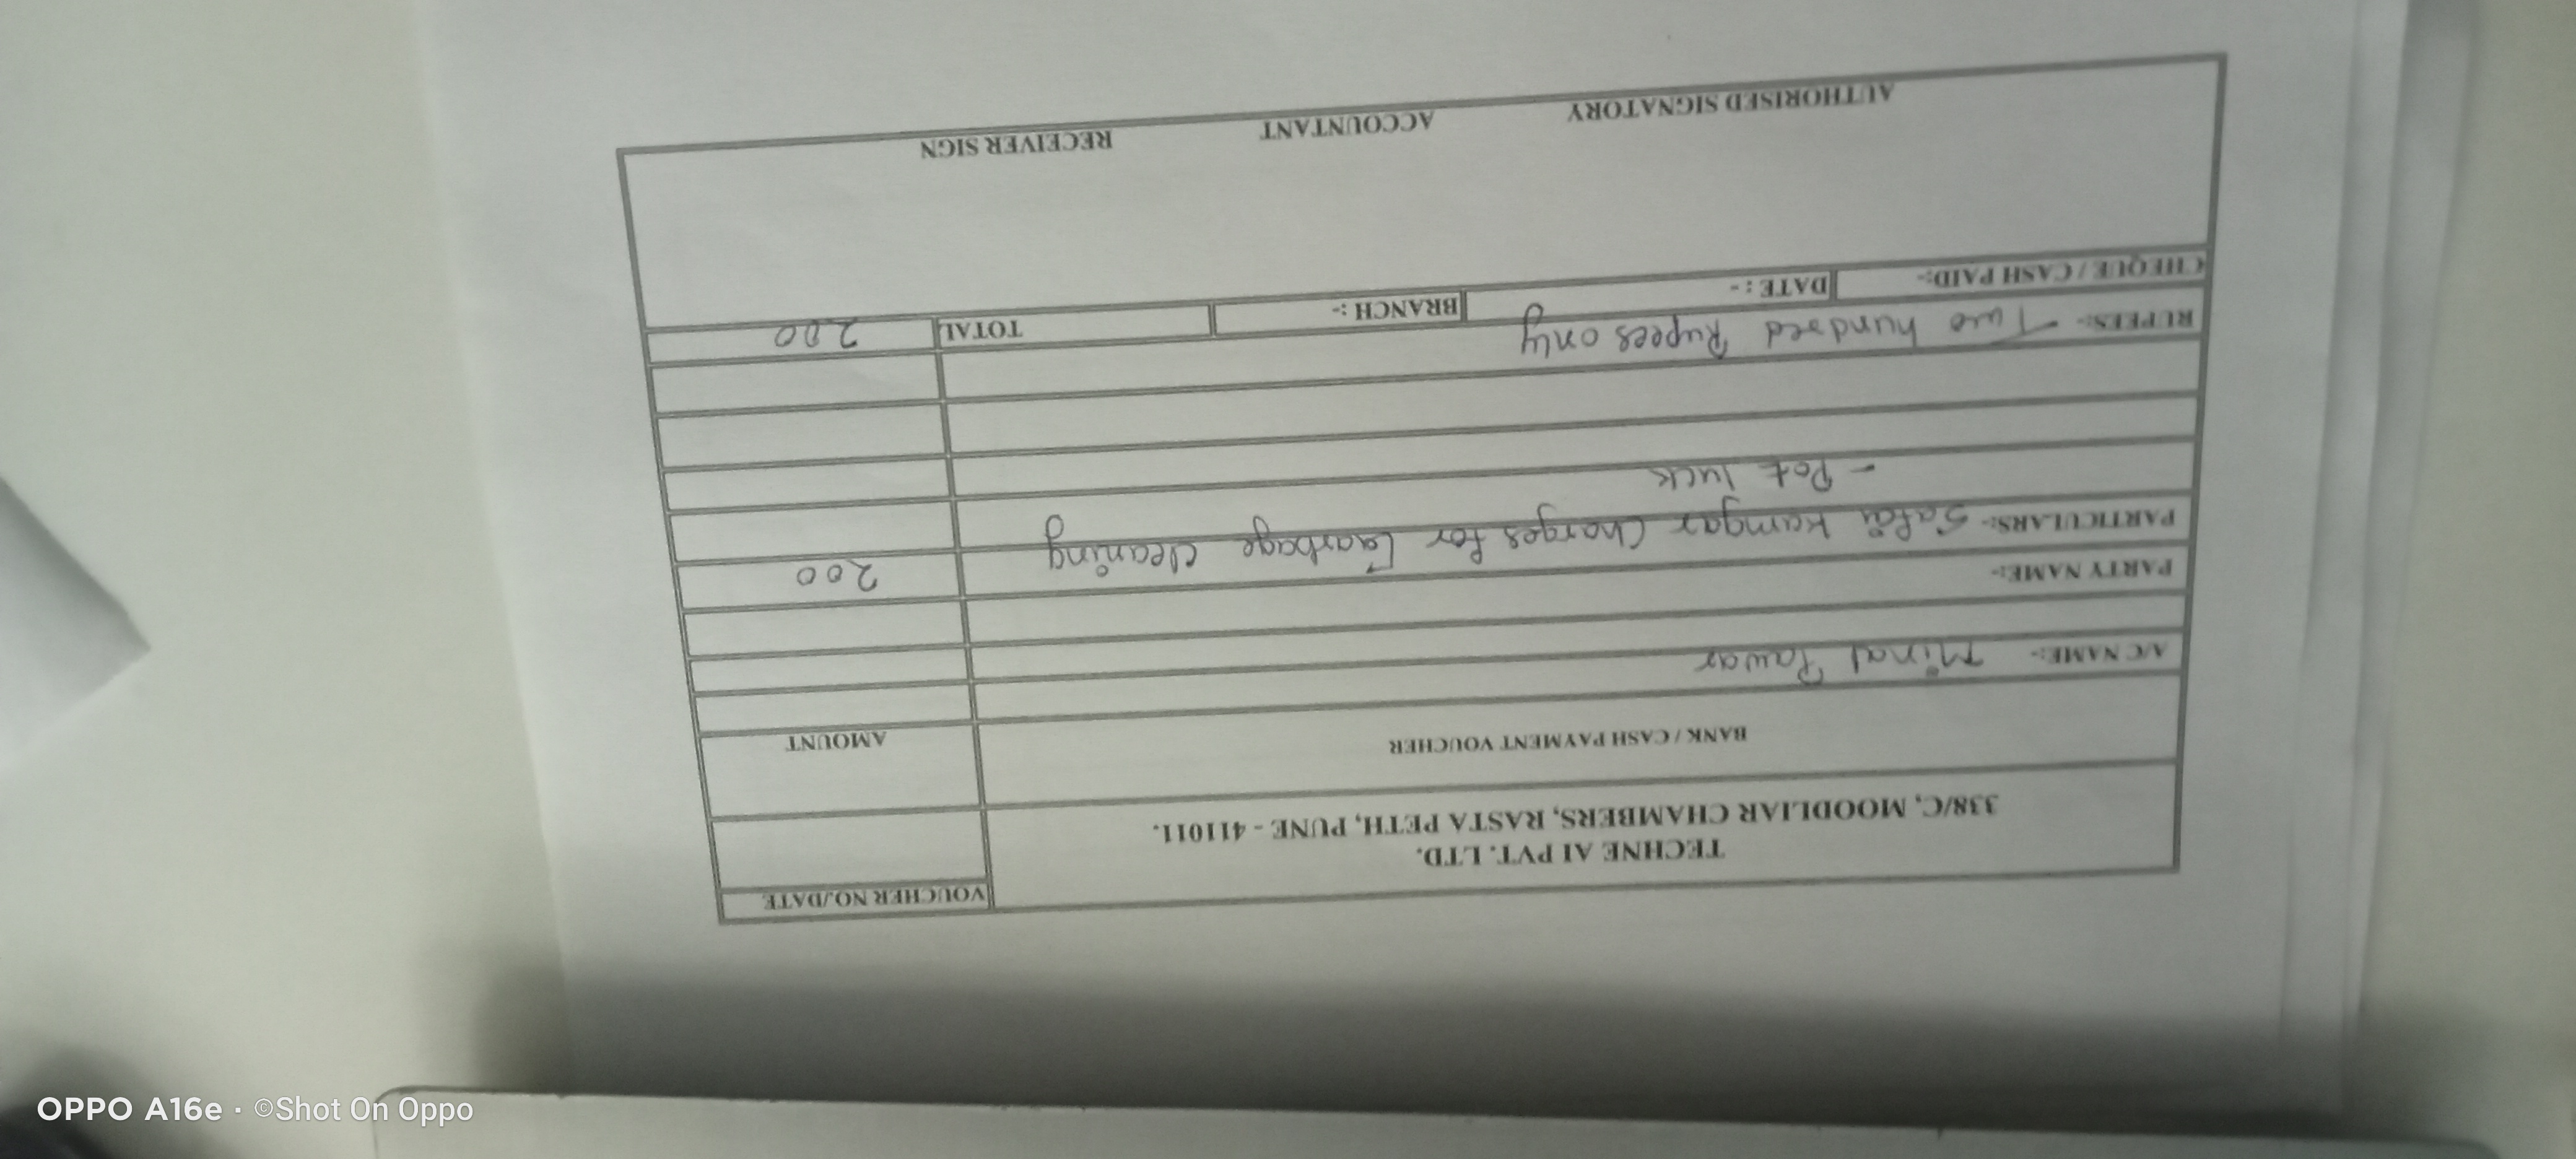 TECHNE AI PVT. LTD.
338/C, MOODLIAR CHAMBERS, RASTA PETH, PUNE - 411011.
VOUCHER NO./DATE
BANK / CASH PAYMENT VOUCHER
AMOUNT
A/C NAME:- Minal Pawar
PARTY NAME:-
PARTICULARS:- Safai kamgar Charges for Gaarbage cleaning 200
- Pot luck
RUPEES:- Two hundred Rupees only
TOTAL 200
CHEQUE / CASH PAID:- DATE : - BRANCH :-
AUTHORISED SIGNATORY ACCOUNTANT RECEIVER SIGN
OPPO A16e · ©Shot On Oppo